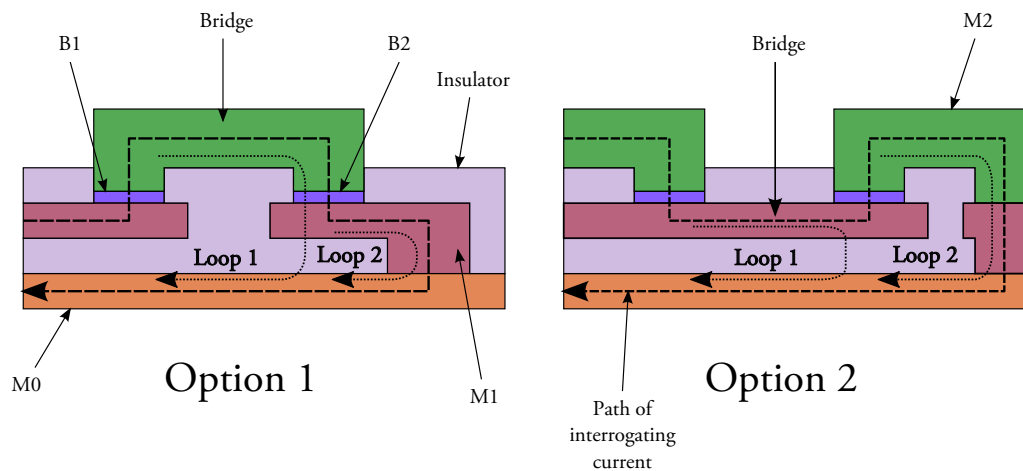 Bridge
B1
B2
Insulator
Loop 1
Loop 2
M0
M1
Option 1
M2
Bridge
Loop 1
Loop 2
Option 2
Path of
interrogating
current